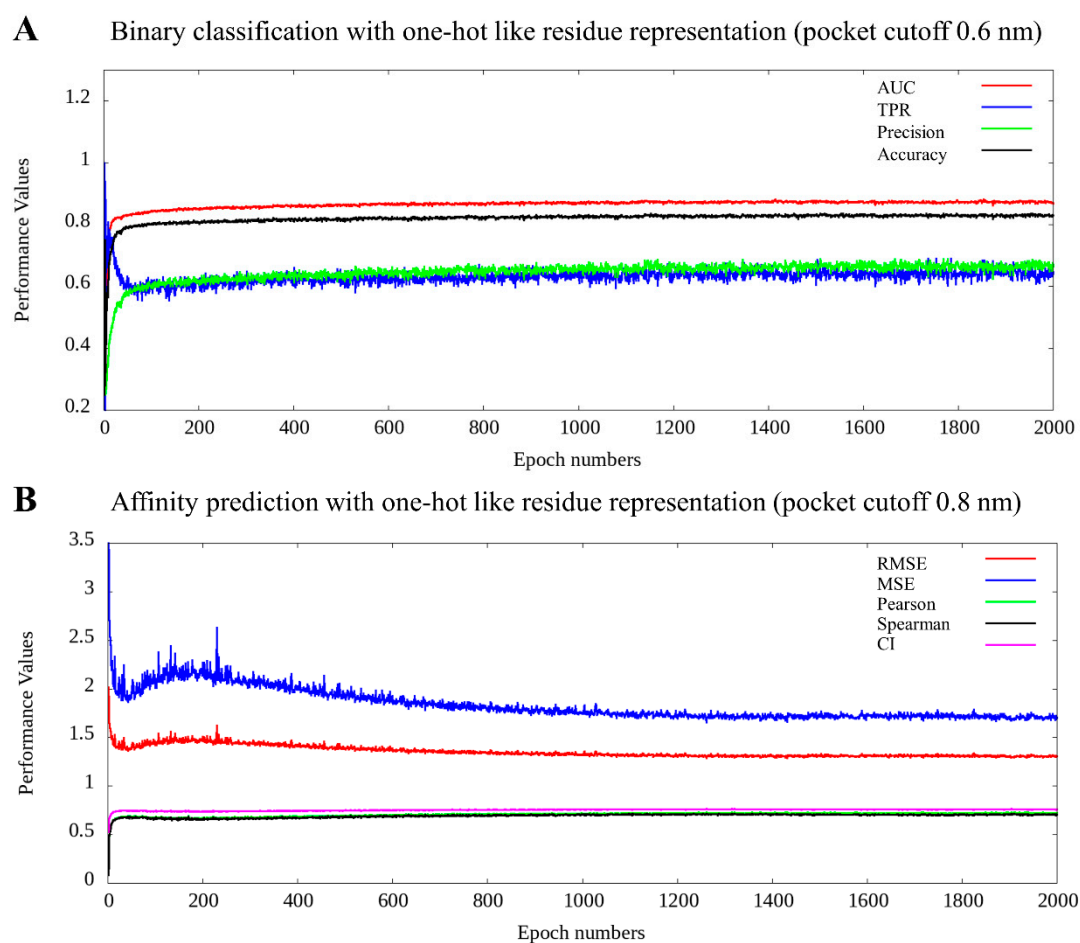 A Binary classification with one-hot like residue representation (pocket cutoff 0.6 nm)
Performance Values
1.2
1
0.8
0.6
0.4
0.2
AUC
TPR
Precision
Accuracy
0 200 400 600 800 1000 1200 1400 1600 1800 2000
Epoch numbers
B Affinity prediction with one-hot like residue representation (pocket cutoff 0.8 nm)
Performance Values
3.5
3
2.5
2
1.5
1
0.5
0
RMSE
MSE
Pearson
Spearman
CI
0 200 400 600 800 1000 1200 1400 1600 1800 2000
Epoch numbers